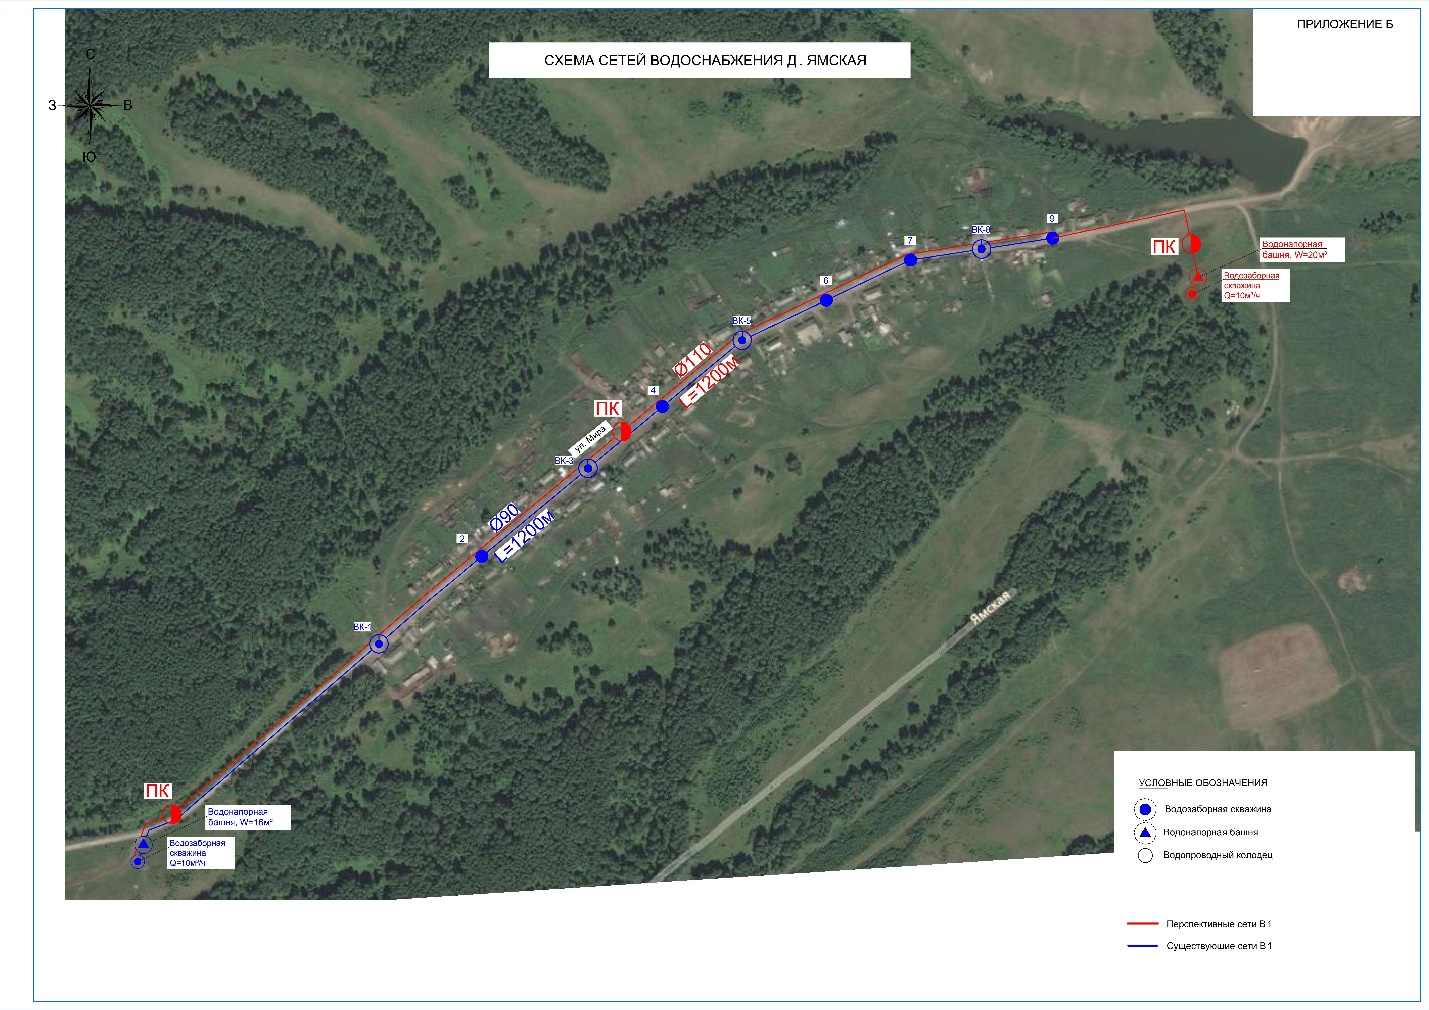 ПРИЛОЖЕНИЕ Б
СХЕМА СЕТЕЙ ВОДОСНАБЖЕНИЯ Д. ЯМСКАЯ
С
З
В
Ю
9
ВК-8
7
ПК
Водонапорная
башня, W=20м³
Водозаборная
скважина
Q=10м³/ч
6
ВК-5
Ø110
L=1200м
4
ПК
ул. Мира
ВК-3
Ø90
L=1200м
2
Ямская
ВК-1
ПК
Водонапорная
башня, W=16м³
Водозаборная
скважина
Q=10м³/ч
УСЛОВНЫЕ ОБОЗНАЧЕНИЯ
Водозаборная скважина
Водонапорная башня
Водопроводный колодец
Перспективные сети В1
Существующие сети В1